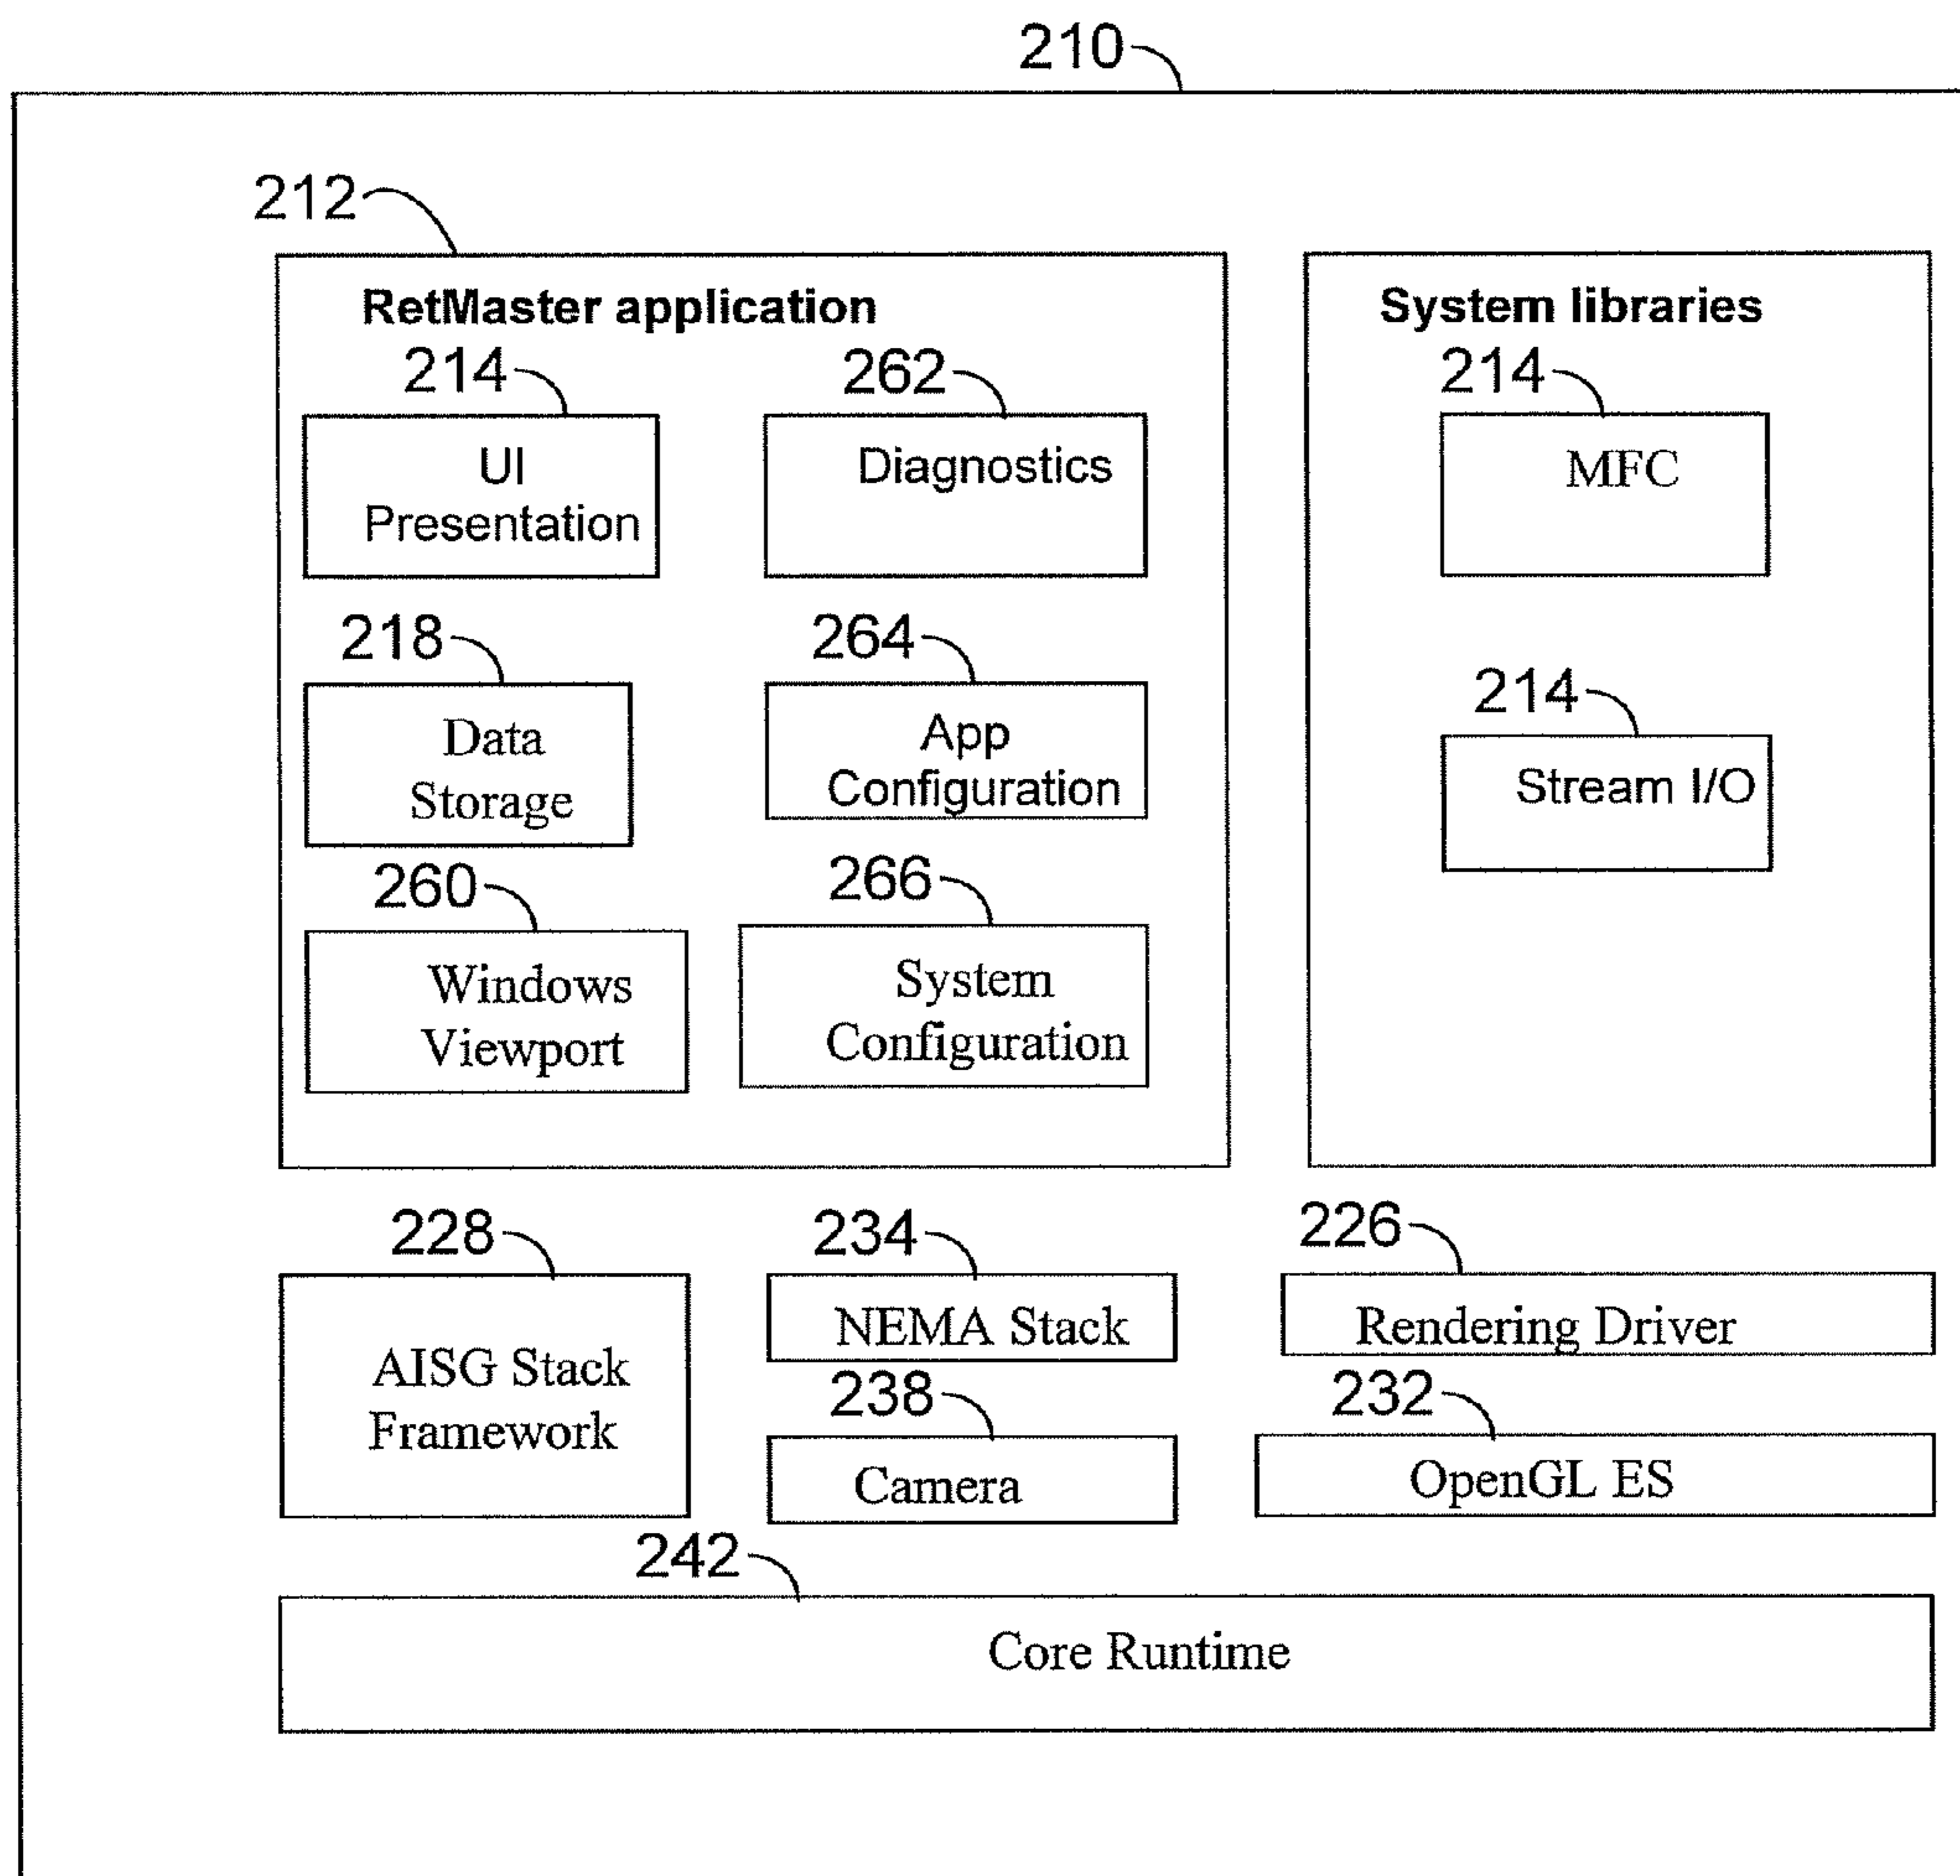 210
212
RetMaster application
System libraries
214
262
214
UI
Presentation
Diagnostics
MFC
218
264
214
Data
Storage
App
Configuration
Stream I/O
260
266
Windows
Viewport
System
Configuration
228
234
226
AISG Stack
Framework
NEMA Stack
Rendering Driver
238
232
Camera
OpenGL ES
242
Core Runtime